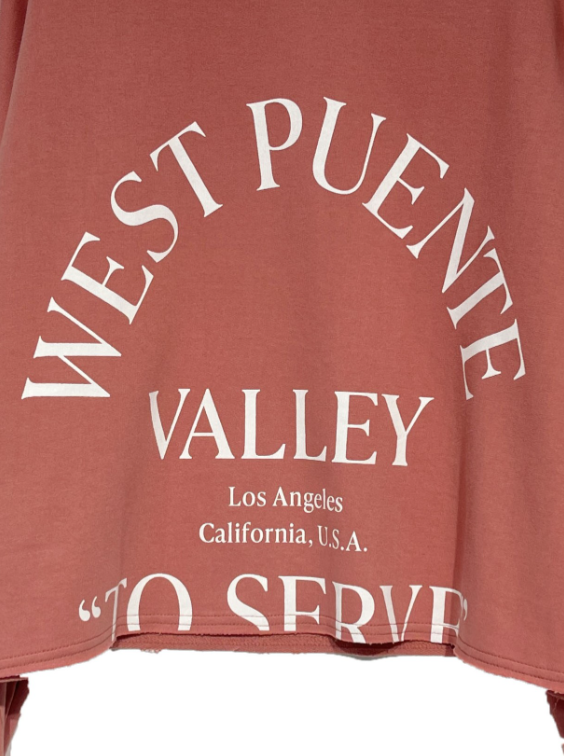 WEST PUENTE
VALLEY
Los Angeles
California, U.S.A.
“TO SERVE